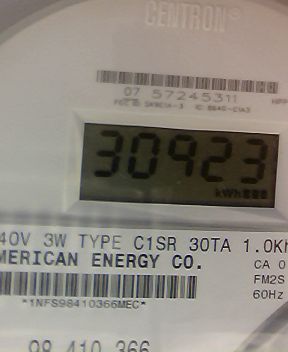 CENTRON®
07 57245311
30923
kWh
40V 3W TYPE C1SR 30TA 1.0Kh
MERICAN ENERGY CO.
CA 0
FM2S
60Hz
*1NFS98410366MEC*
98 410 366